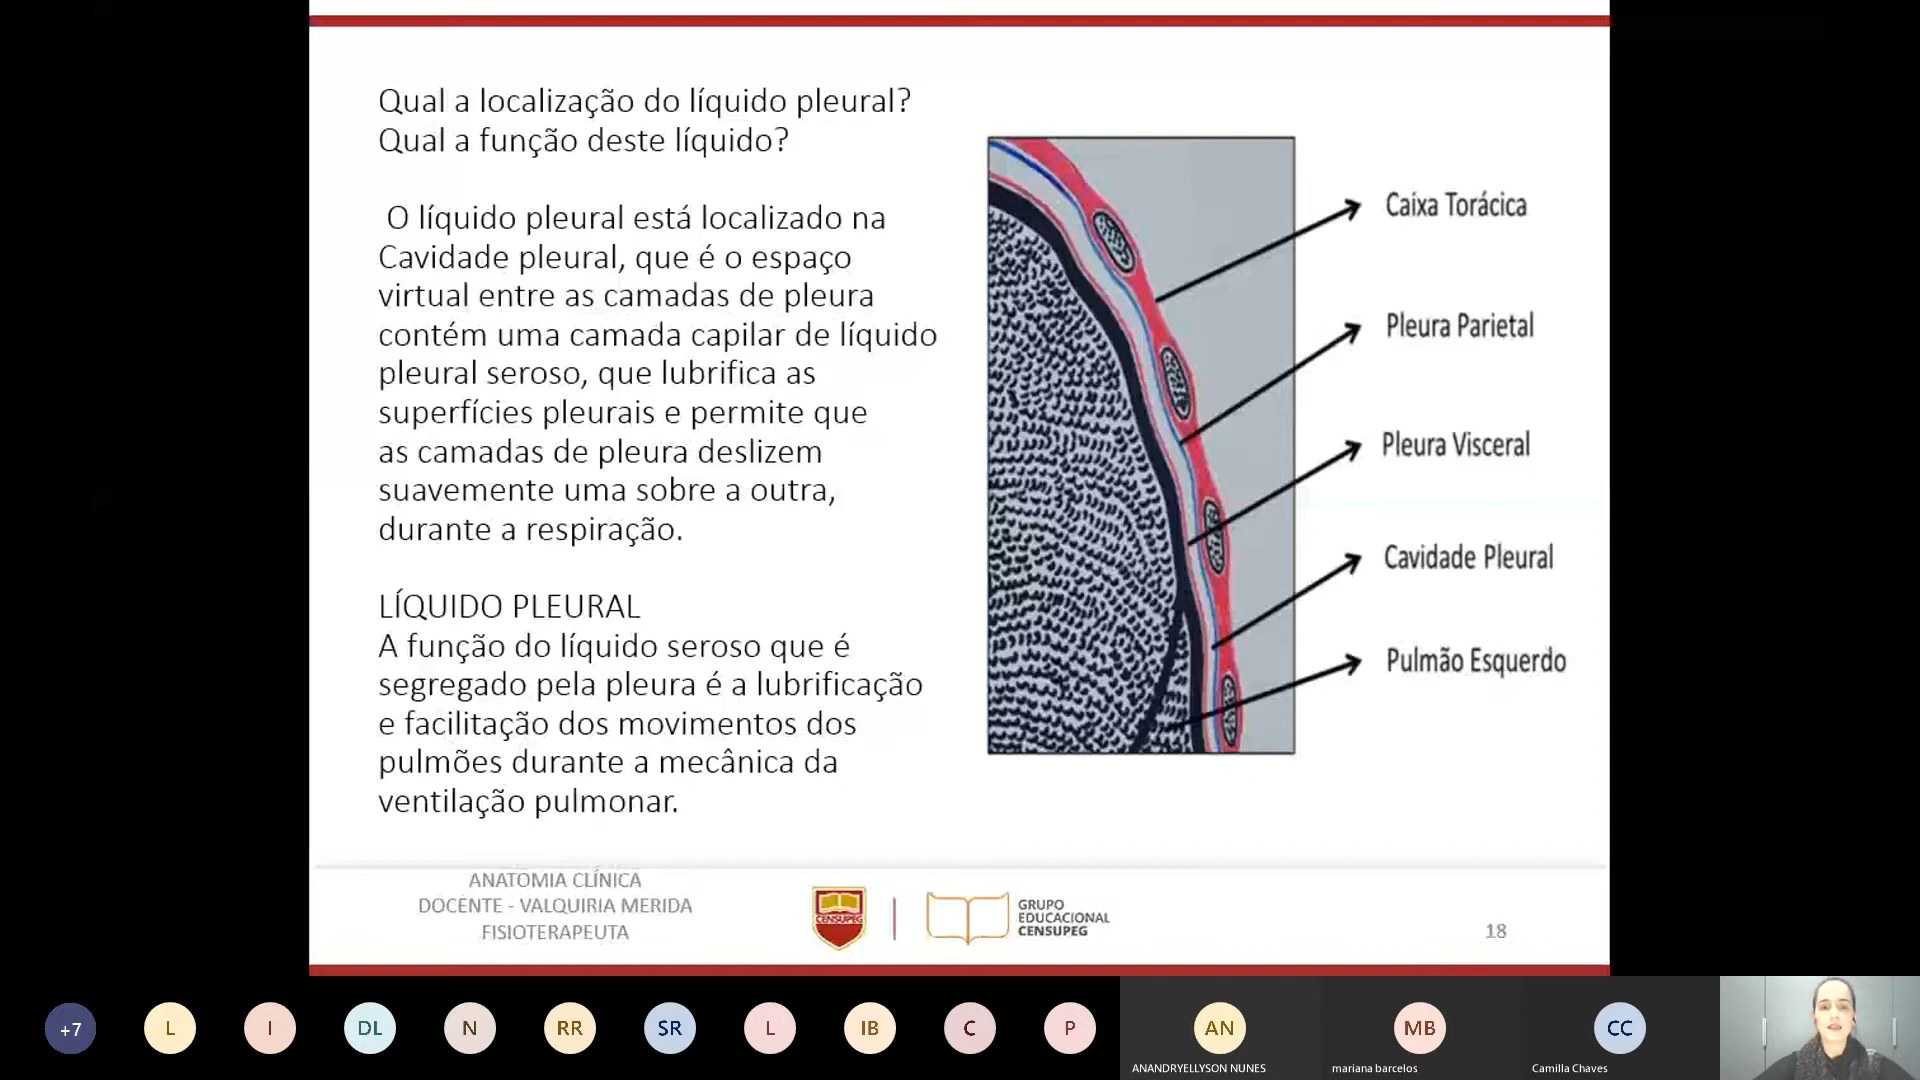 Qual a localização do líquido pleural?
Qual a função deste líquido?
O líquido pleural está localizado na
Cavidade pleural, que é o espaço
virtual entre as camadas de pleura
contém uma camada capilar de líquido
pleural seroso, que lubrifica as
superfícies pleurais e permite que
as camadas de pleura deslizem
suavemente uma sobre a outra,
durante a respiração.
LÍQUIDO PLEURAL
A função do líquido seroso que é
segregado pela pleura é a lubrificação
e facilitação dos movimentos dos
pulmões durante a mecânica da
ventilação pulmonar.
Caixa Torácica
Pleura Parietal
Pleura Visceral
Cavidade Pleural
Pulmão Esquerdo
ANATOMIA CLÍNICA
DOCENTE - VALQUIRIA MERIDA
FISIOTERAPEUTA
CENSUPEG
GRUPO
EDUCACIONAL
CENSUPEG
18
+7
L
I
DL
N
RR
SR
L
IB
C
P
AN
MB
CC
ANANDRYELLYSON NUNES
mariana barcelos
Camilla Chaves